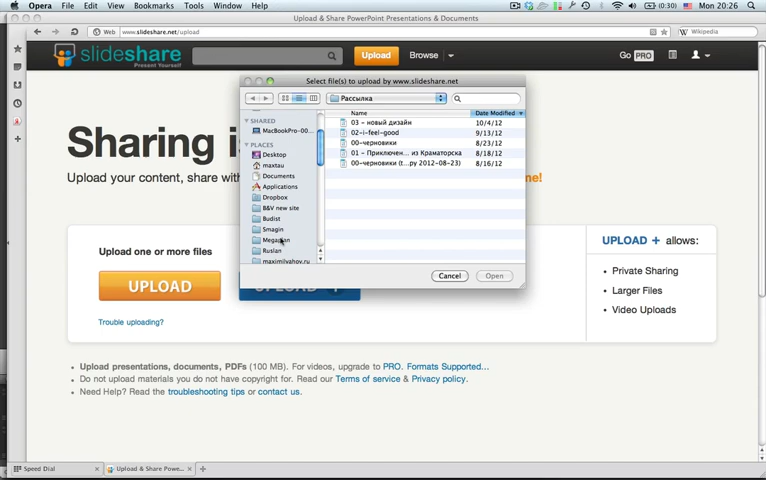 Opera File Edit View Bookmarks Tools Window Help (0:30) Mon 20:26
Upload & Share PowerPoint Presentations & Documents
Web www.slideshare.net/upload Wikipedia
slideshare Present Yourself Upload Browse Go PRO
Select file(s) to upload by www.slideshare.net
Рассылка
Name Date Modified
SHARED
MacBookPro-00...
PLACES
Desktop
maxtau
Documents
Applications
Dropbox
B&V new site
Budist
Smagin
Ruslan
03 - новый дизайн 10/4/12
02-i-feel-good 9/13/12
00-черновики 8/23/12
01 - Приключен... из Краматорска 8/18/12
00-черновики (t...py 2012-08-23) 8/16/12
Cancel Open
Sharing i
Upload your content, share with me!
Upload one or more files
UPLOAD
Trouble uploading?
UPLOAD + allows:
Private Sharing
Larger Files
Video Uploads
Upload presentations, documents, PDFs (100 MB). For videos, upgrade to PRO. Formats Supported...
Do not upload materials you do not have copyright for. Read our Terms of service & Privacy policy.
Need Help? Read the troubleshooting tips or contact us.
Speed Dial Upload & Share Powe...